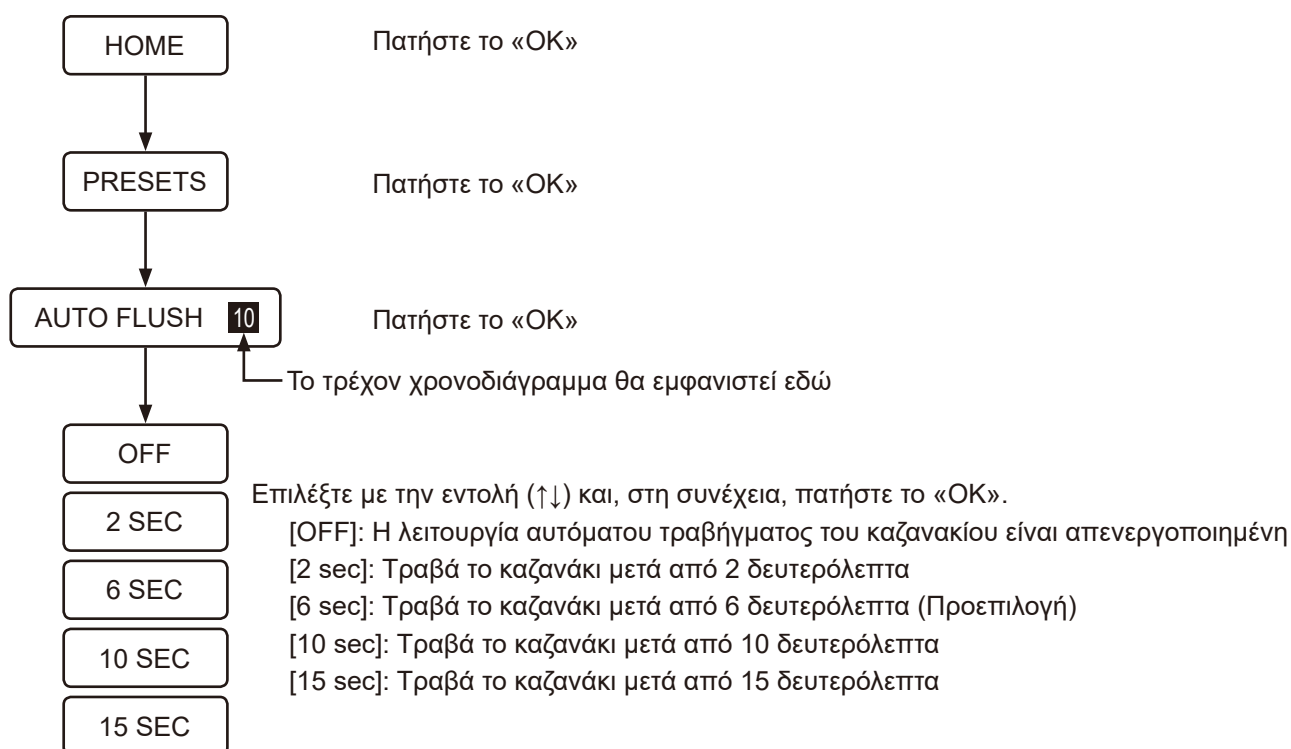 HOME
Πατήστε το «OK»
PRESETS
Πατήστε το «OK»
AUTO FLUSH 10
Πατήστε το «OK»
Το τρέχον χρονοδιάγραμμα θα εμφανιστεί εδώ
OFF
Επιλέξτε με την εντολή (↑↓) και, στη συνέχεια, πατήστε το «OK».
2 SEC
[OFF]: Η λειτουργία αυτόματου τραβήγματος του καζανακίου είναι απενεργοποιημένη
[2 sec]: Τραβά το καζανάκι μετά από 2 δευτερόλεπτα
6 SEC
[6 sec]: Τραβά το καζανάκι μετά από 6 δευτερόλεπτα (Προεπιλογή)
[10 sec]: Τραβά το καζανάκι μετά από 10 δευτερόλεπτα
10 SEC
[15 sec]: Τραβά το καζανάκι μετά από 15 δευτερόλεπτα
15 SEC